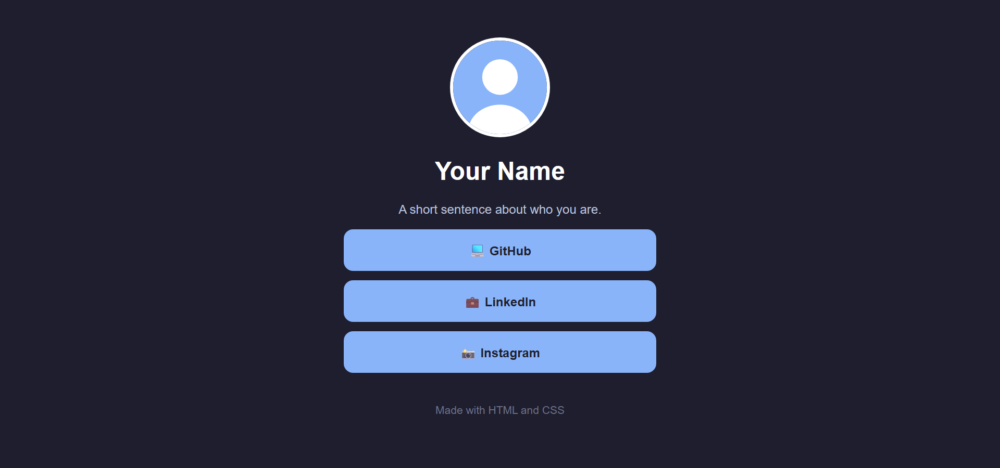 Your Name
A short sentence about who you are.
💻 GitHub
💼 LinkedIn
📸 Instagram
Made with HTML and CSS